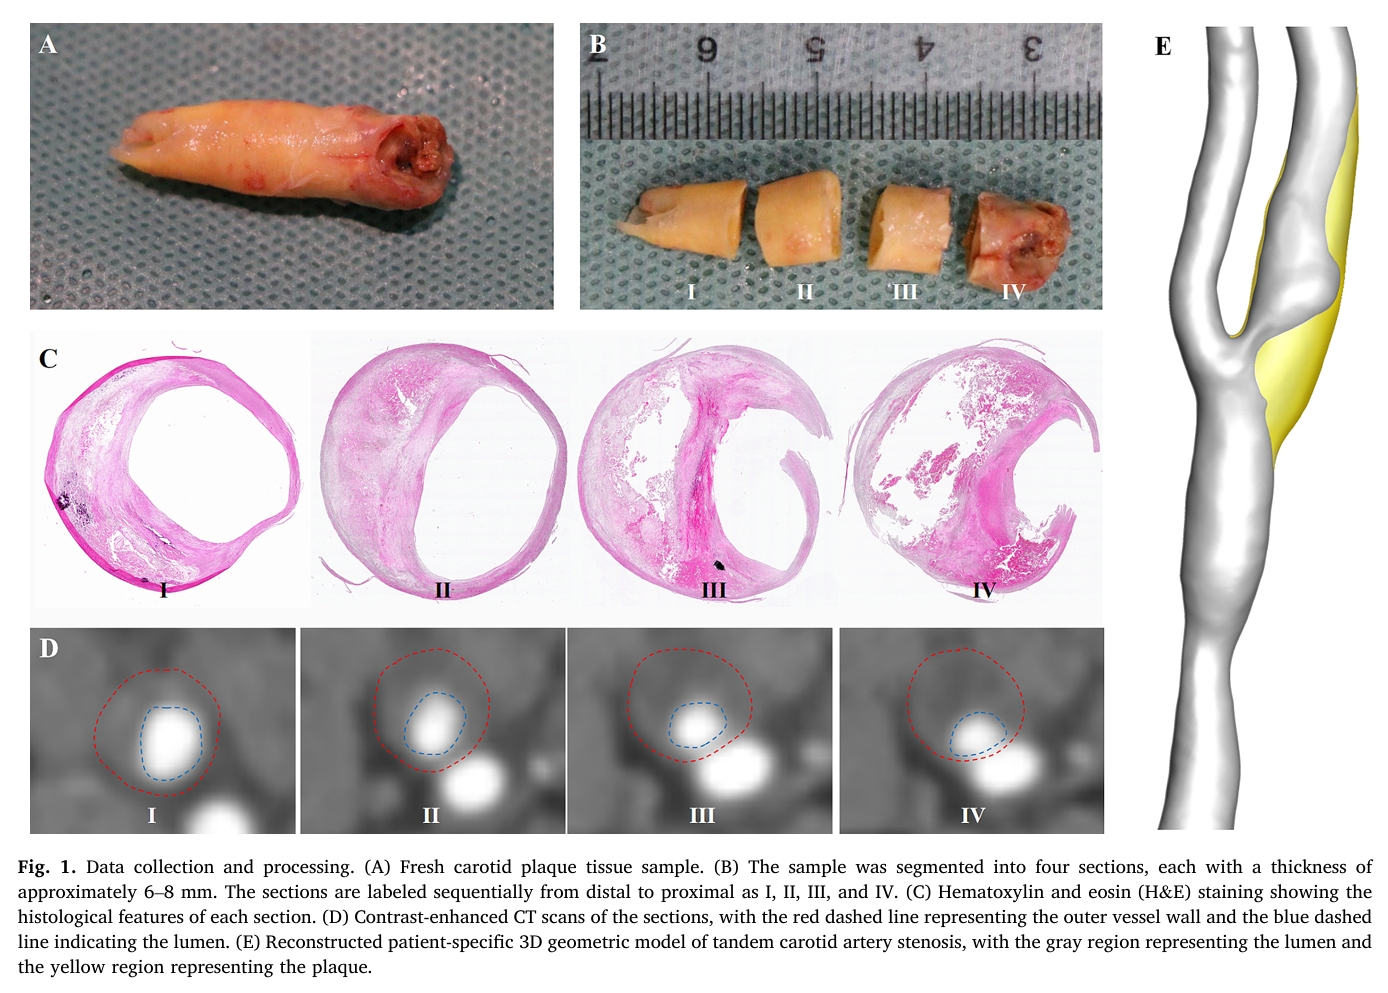 A
B
7 6 5 4 3
E
I II III IV
C
I II III IV
D
I II III IV
Fig. 1. Data collection and processing. (A) Fresh carotid plaque tissue sample. (B) The sample was segmented into four sections, each with a thickness of
approximately 6–8 mm. The sections are labeled sequentially from distal to proximal as I, II, III, and IV. (C) Hematoxylin and eosin (H&E) staining showing the
histological features of each section. (D) Contrast-enhanced CT scans of the sections, with the red dashed line representing the outer vessel wall and the blue dashed
line indicating the lumen. (E) Reconstructed patient-specific 3D geometric model of tandem carotid artery stenosis, with the gray region representing the lumen and
the yellow region representing the plaque.